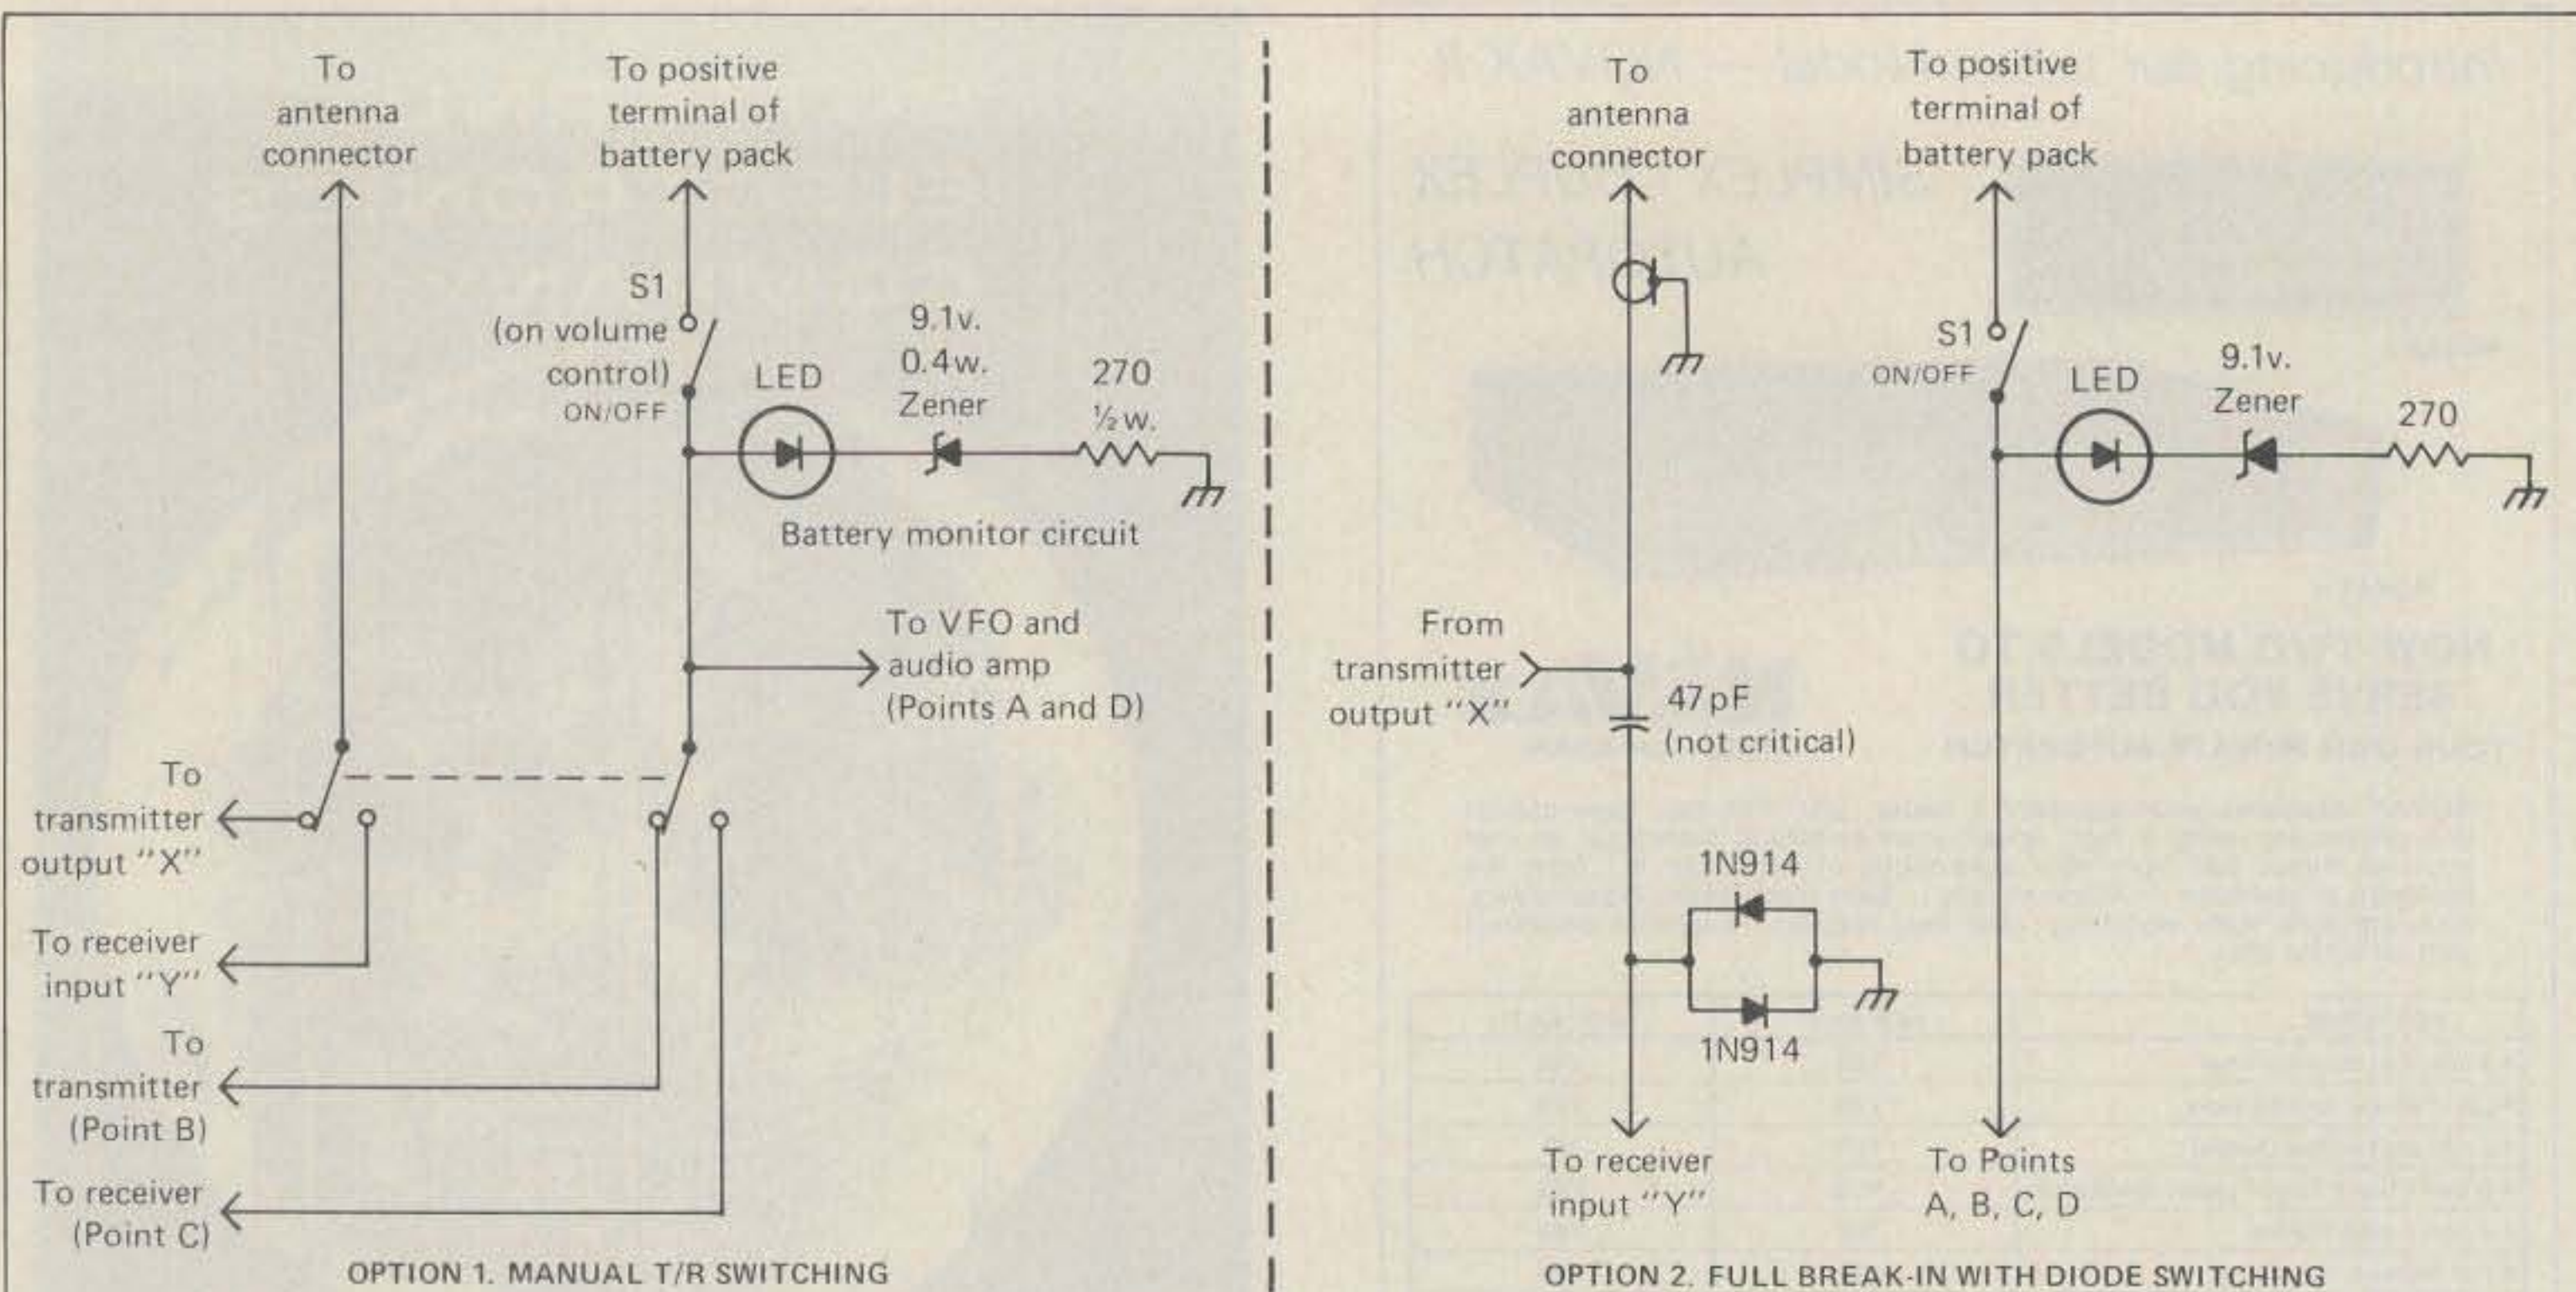 To
antenna
connector
To positive
terminal of
battery pack
S1
(on volume
control)
ON/OFF
LED
9.1v.
0.4w.
Zener
270
½w.
Battery monitor circuit
To VFO and
audio amp
(Points A and D)
To
transmitter
output "X"
To receiver
input "Y"
To
transmitter
(Point B)
To receiver
(Point C)
OPTION 1. MANUAL T/R SWITCHING
To
antenna
connector
To positive
terminal of
battery pack
S1
ON/OFF
LED
9.1v.
Zener
270
From
transmitter
output "X"
47pF
(not critical)
1N914
1N914
To receiver
input "Y"
To Points
A, B, C, D
OPTION 2. FULL BREAK-IN WITH DIODE SWITCHING